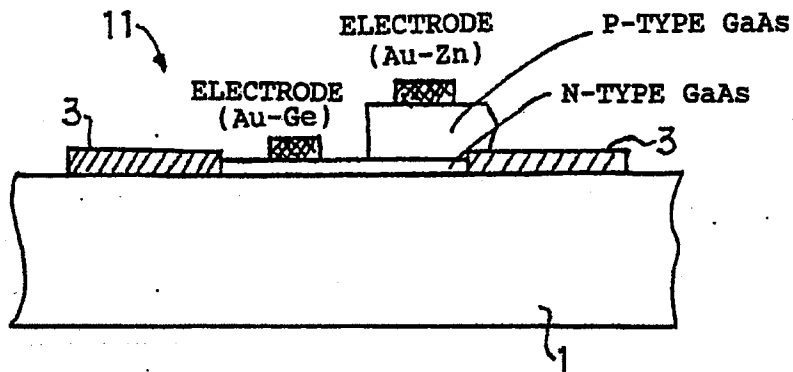 11
ELECTRODE
(Au-Zn)
P-TYPE GaAs
ELECTRODE
(Au-Ge)
N-TYPE GaAs
3
3
1